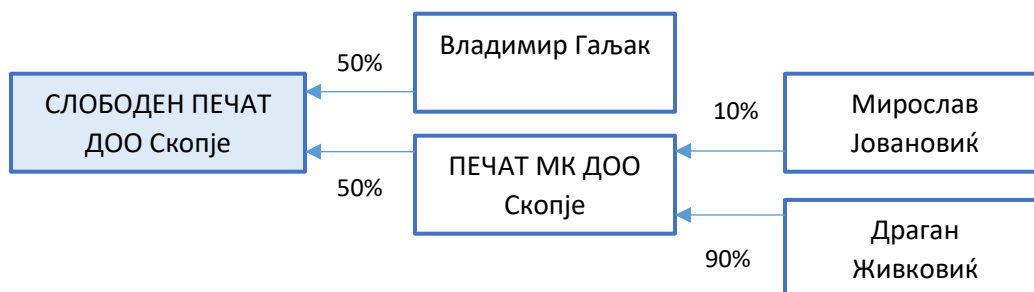 Владимир Гаљак
50%
СЛОБОДЕН ПЕЧАТ
ДОО Скопје
50%
ПЕЧАТ МК ДОО
Скопје
10%
Мирослав
Јовановиќ
90%
Драган
Живковиќ